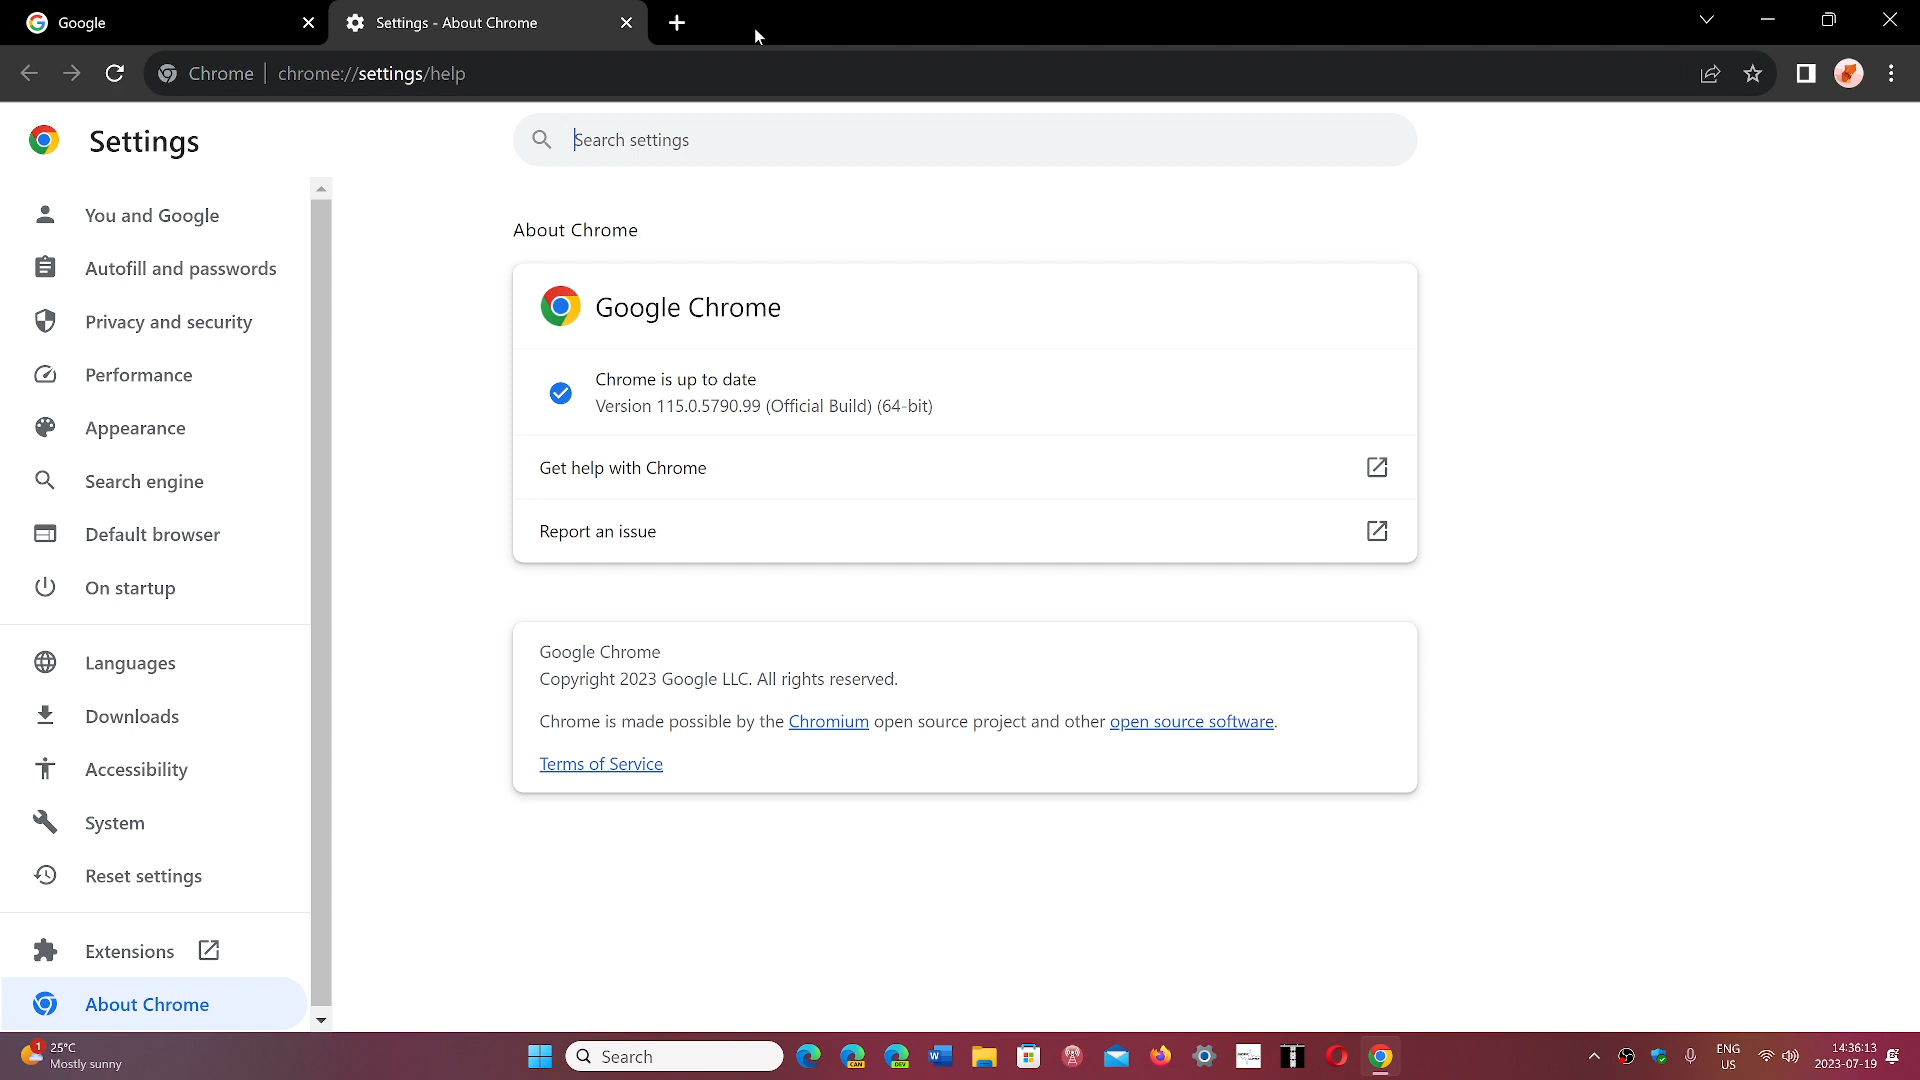 Google
Settings - About Chrome
Chrome
chrome://settings/help
Settings
Search settings
You and Google
Autofill and passwords
Privacy and security
Performance
Appearance
Search engine
Default browser
On startup
Languages
Downloads
Accessibility
System
Reset settings
Extensions
About Chrome
About Chrome
Google Chrome
Chrome is up to date
Version 115.0.5790.99 (Official Build) (64-bit)
Get help with Chrome
Report an issue
Google Chrome
Copyright 2023 Google LLC. All rights reserved.
Chrome is made possible by the Chromium open source project and other open source software.
Terms of Service
1
25°C
Mostly sunny
Search
CAN
DEV
W
ENG
US
14:36:13
2023-07-19